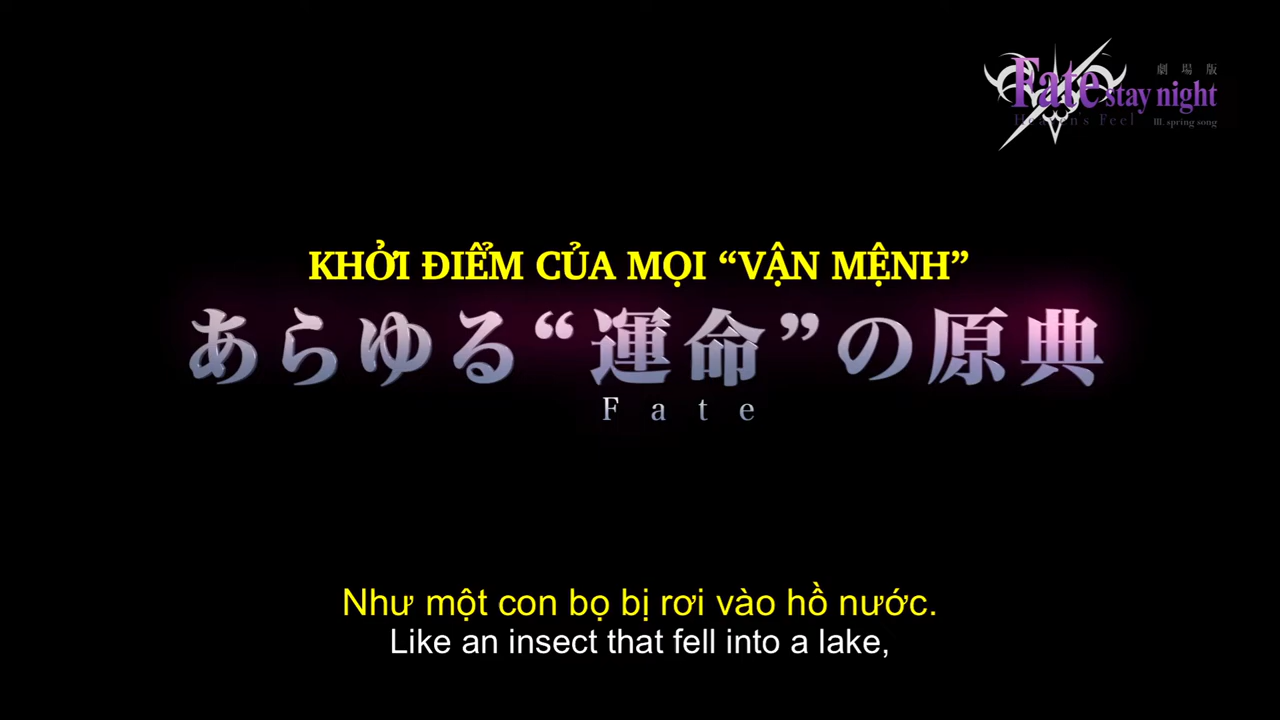 劇場版
Fate
stay night
Heaven's Feel III. spring song
KHỞI ĐIỂM CỦA MỌI “VẬN MỆNH”
あらゆる“運命”の原典
Fate
Như một con bọ bị rơi vào hồ nước.
Like an insect that fell into a lake,